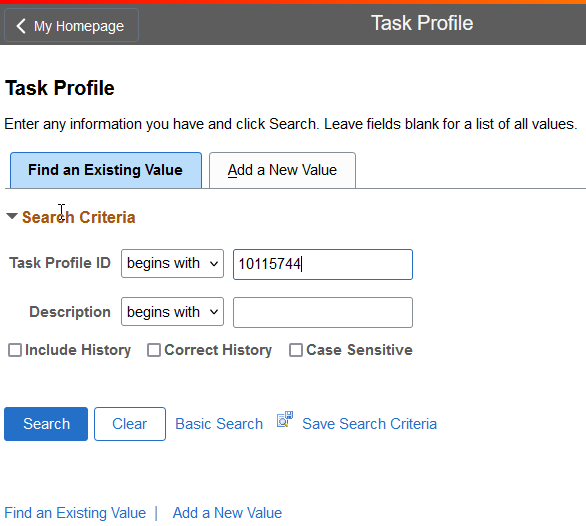 My Homepage
Task Profile
Task Profile
Enter any information you have and click Search. Leave fields blank for a list of all values.
Find an Existing Value
Add a New Value
Search Criteria
Task Profile ID begins with 10115744
Description begins with
Include History Correct History Case Sensitive
Search Clear Basic Search Save Search Criteria
Find an Existing Value | Add a New Value